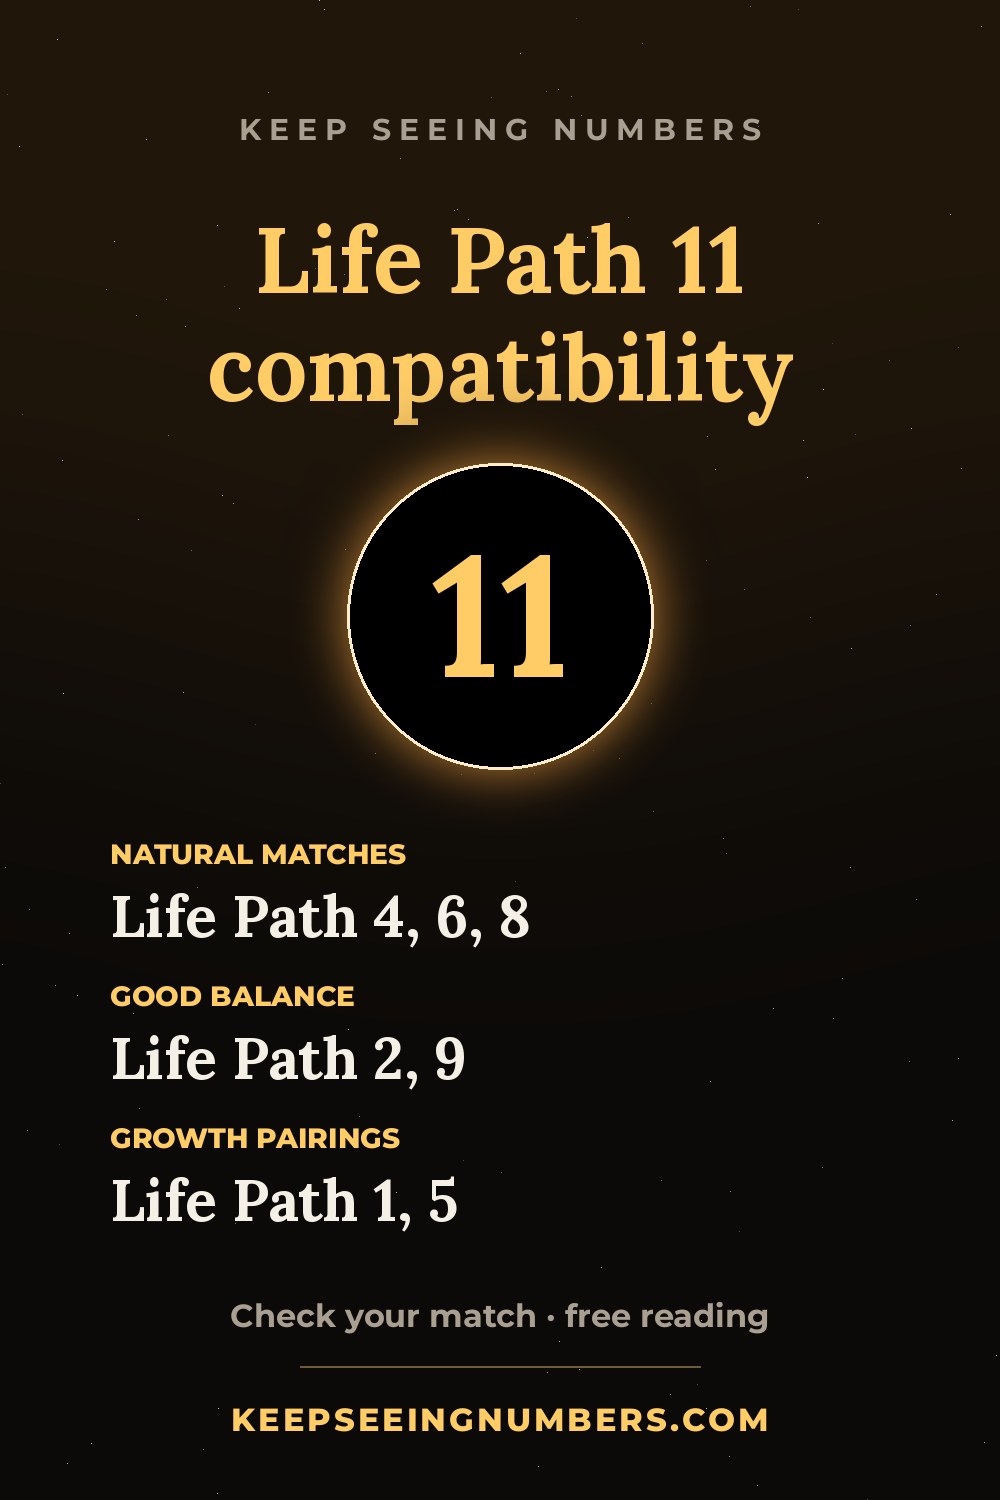 KEEP SEEING NUMBERS
Life Path 11
compatibility
11
NATURAL MATCHES
Life Path 4, 6, 8
GOOD BALANCE
Life Path 2, 9
GROWTH PAIRINGS
Life Path 1, 5
Check your match · free reading
KEEPSEEINGNUMBERS.COM